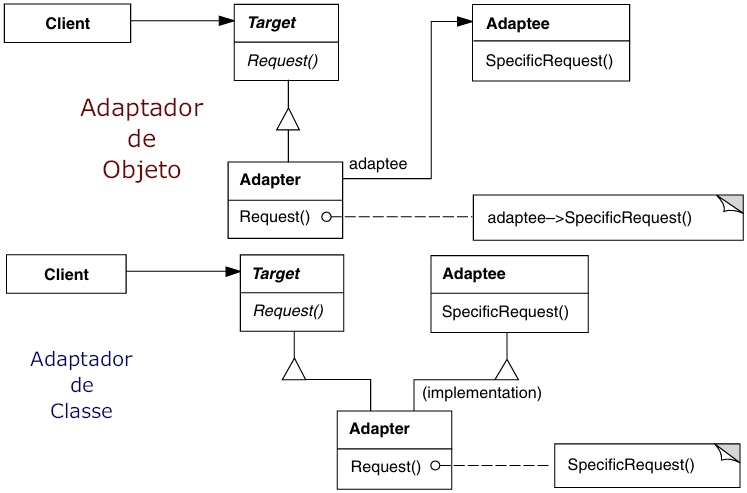 Client
Target
Request()
Adaptee
SpecificRequest()
Adaptador
de
Objeto
adaptee
Adapter
Request()
adaptee–>SpecificRequest()
Client
Target
Request()
Adaptee
SpecificRequest()
Adaptador
de
Classe
(implementation)
Adapter
Request()
SpecificRequest()